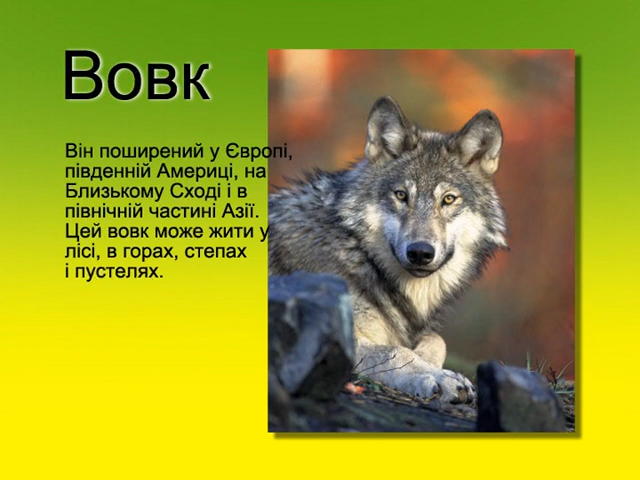 Вовк
Він поширений у Європі,
південній Америці, на
Близькому Сході і в
північній частині Азії.
Цей вовк може жити у
лісі, в горах, степах
і пустелях.